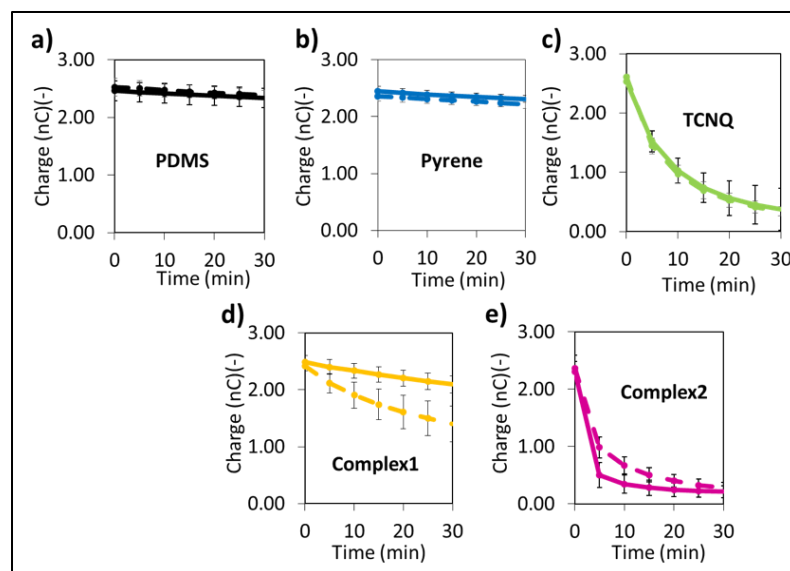 a)
Charge (nC)(-)
3.00
2.00
1.00
0.00
PDMS
0 10 20 30
Time (min)
b)
Charge (nC)(-)
3.00
2.00
1.00
0.00
Pyrene
0 10 20 30
Time (min)
c)
Charge (nC)(-)
3.00
2.00
1.00
0.00
TCNQ
0 10 20 30
Time (min)
d)
Charge (nC)(-)
3.00
2.00
1.00
0.00
Complex1
0 10 20 30
Time (min)
e)
Charge (nC)(-)
3.00
2.00
1.00
0.00
Complex2
0 10 20 30
Time (min)